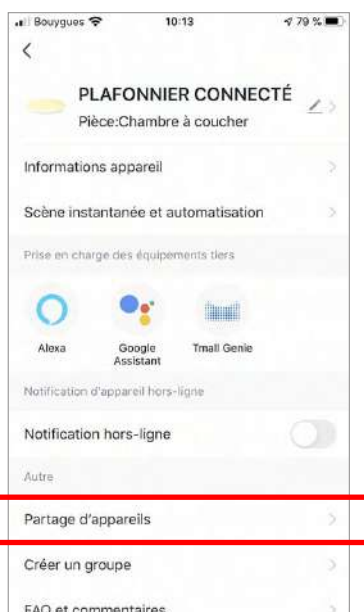 Bouygues 10:13 79 %
PLAFONNIER CONNECTÉ
Pièce:Chambre à coucher
Informations appareil
Scène instantanée et automatisation
Prise en charge des équipements tiers
Alexa Google Assistant Tmall Genie
Notification d'appareil hors-ligne
Notification hors-ligne
Autre
Partage d'appareils
Créer un groupe
FAQ et commentaires